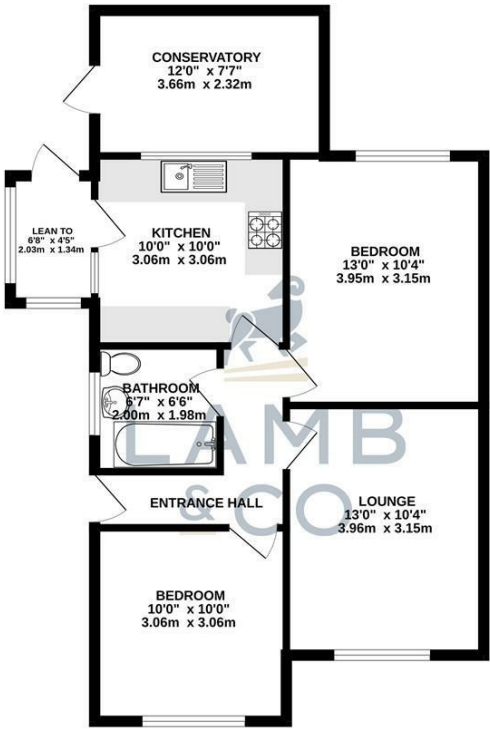 CONSERVATORY
12'0" x 7'7"
3.66m x 2.32m
LEAN TO
6'8" x 4'5"
2.03m x 1.34m
KITCHEN
10'0" x 10'0"
3.06m x 3.06m
BEDROOM
13'0" x 10'4"
3.95m x 3.15m
BATHROOM
6'7" x 6'6"
2.00m x 1.98m
LAMB
& CO
ENTRANCE HALL
LOUNGE
13'0" x 10'4"
3.96m x 3.15m
BEDROOM
10'0" x 10'0"
3.06m x 3.06m